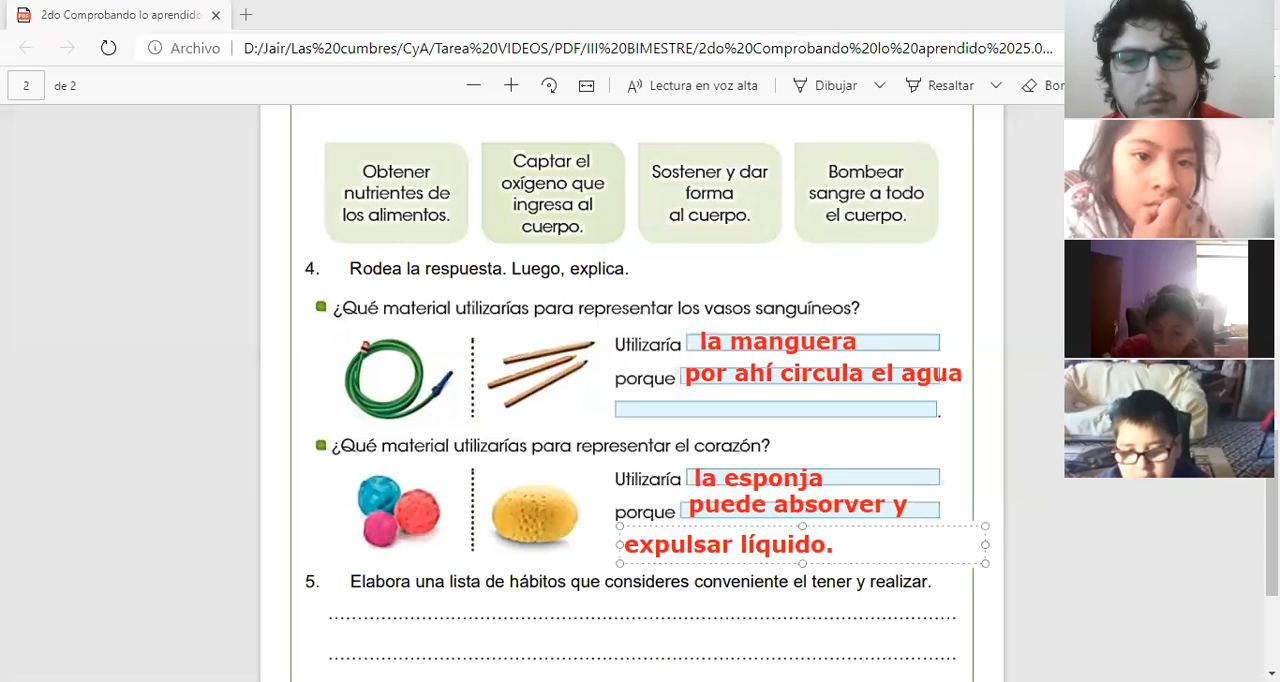 2do Comprobando lo aprendido
Archivo
D:/Jair/Las%20cumbres/CyA/Tarea%20VIDEOS/PDF/III%20BIMESTRE/2do%20Comprobando%20lo%20aprendido%2025.0...
2 de 2
Lectura en voz alta
Dibujar
Resaltar
Bor
Obtener
nutrientes de
los alimentos.
Captar el
oxígeno que
ingresa al
cuerpo.
Sostener y dar
forma
al cuerpo.
Bombear
sangre a todo
el cuerpo.
4. Rodea la respuesta. Luego, explica.
¿Qué material utilizarías para representar los vasos sanguíneos?
Utilizaría la manguera
porque por ahí circula el agua
.
¿Qué material utilizarías para representar el corazón?
Utilizaría la esponja
porque puede absorver y
expulsar líquido.
5. Elabora una lista de hábitos que consideres conveniente el tener y realizar.